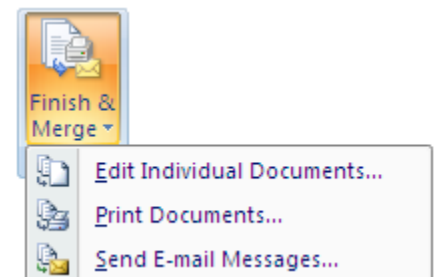 Finish &
Merge
Edit Individual Documents...
Print Documents...
Send E-mail Messages...